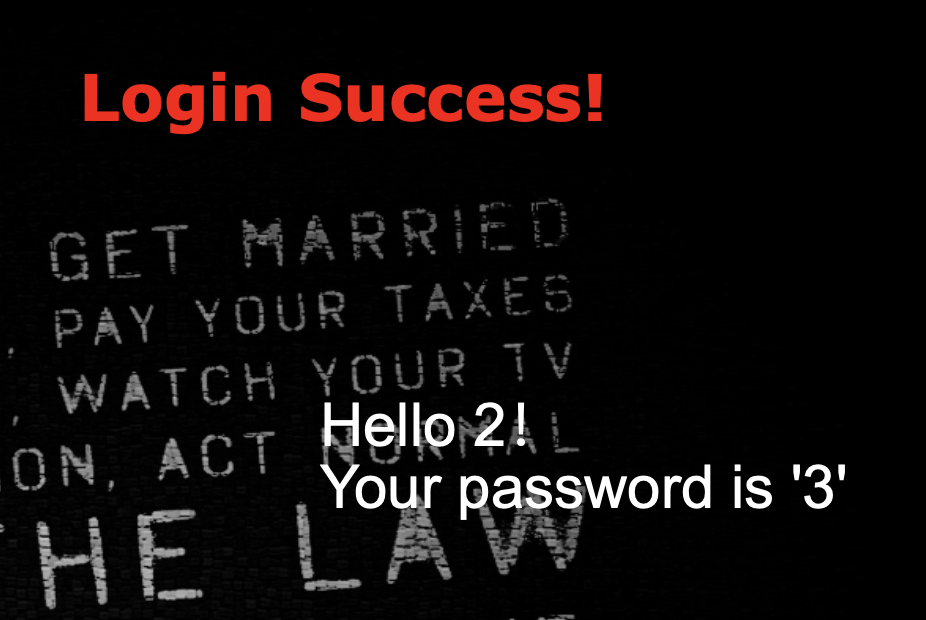 Login Success!
GET MARRIED
, PAY YOUR TAXES
, WATCH YOUR TV
ON, ACT NORMAL
Hello 2!
Your password is '3'
HE LAW